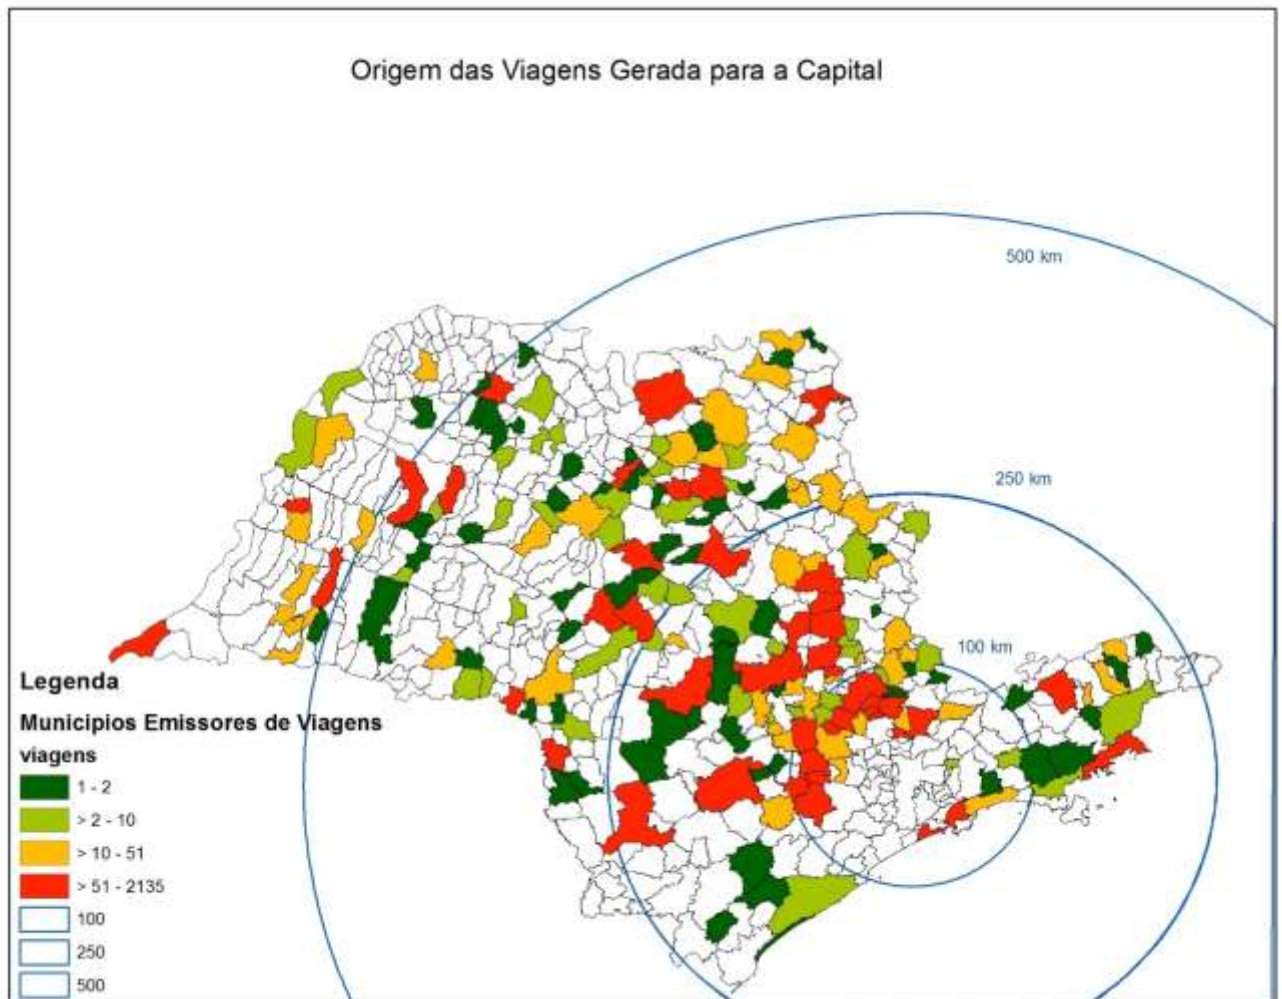 Origem das Viagens Gerada para a Capital
500 km
250 km
100 km
Legenda
Municipios Emissores de Viagens
viagens
1 - 2
> 2 - 10
> 10 - 51
> 51 - 2135
100
250
500